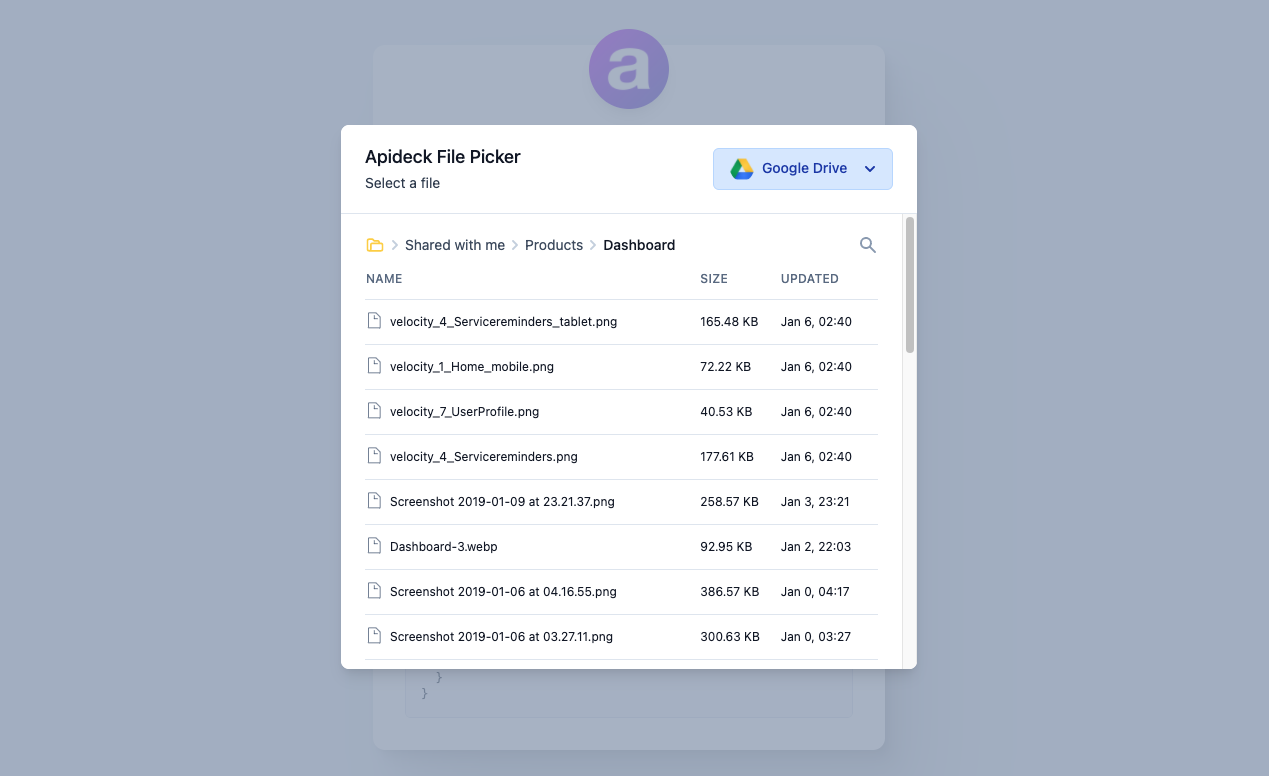 a
Apideck File Picker
Select a file
Google Drive
Shared with me Products Dashboard
NAME SIZE UPDATED
velocity_4_Servicereminders_tablet.png 165.48 KB Jan 6, 02:40
velocity_1_Home_mobile.png 72.22 KB Jan 6, 02:40
velocity_7_UserProfile.png 40.53 KB Jan 6, 02:40
velocity_4_Servicereminders.png 177.61 KB Jan 6, 02:40
Screenshot 2019-01-09 at 23.21.37.png 258.57 KB Jan 3, 23:21
Dashboard-3.webp 92.95 KB Jan 2, 22:03
Screenshot 2019-01-06 at 04.16.55.png 386.57 KB Jan 0, 04:17
Screenshot 2019-01-06 at 03.27.11.png 300.63 KB Jan 0, 03:27
}
}